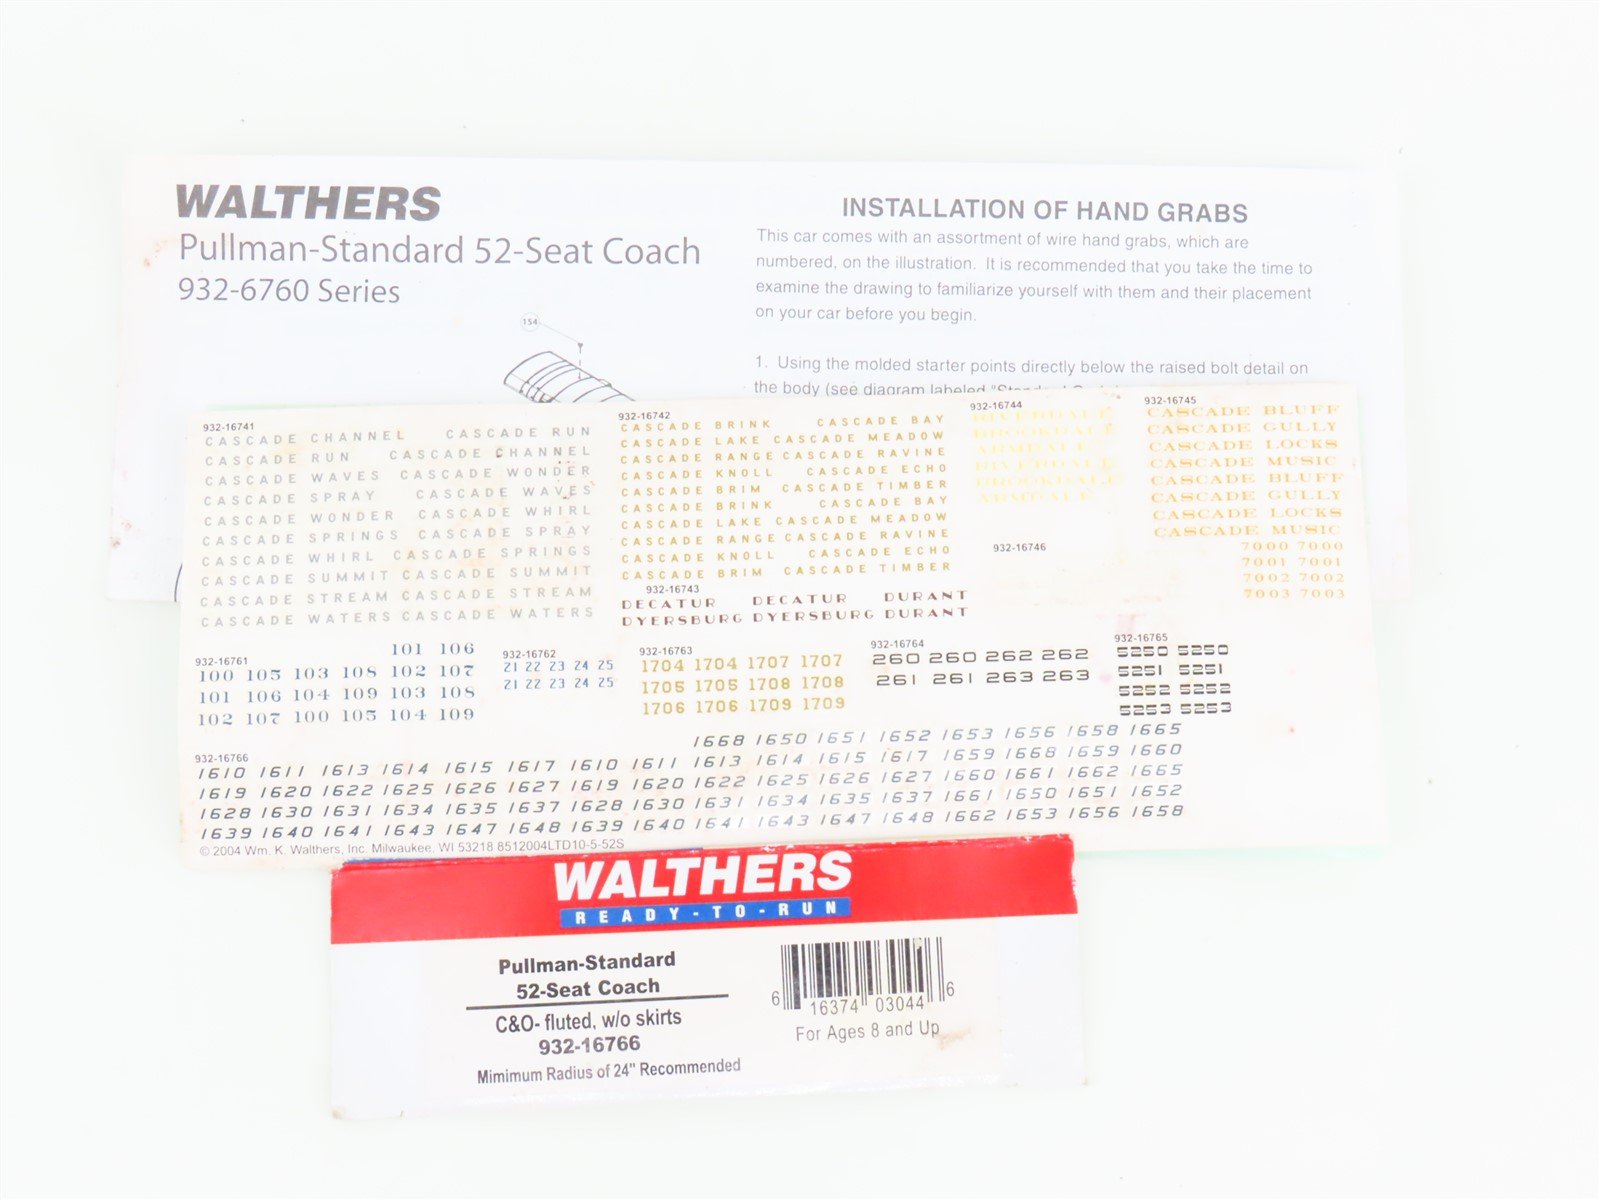 WALTHERS
Pullman-Standard 52-Seat Coach
932-6760 Series
154
INSTALLATION OF HAND GRABS
This car comes with an assortment of wire hand grabs, which are
numbered, on the illustration. It is recommended that you take the time to
examine the drawing to familiarize yourself with them and their placement
on your car before you begin.
1. Using the molded starter points directly below the raised bolt detail on
the body (see diagram labeled
932-16741
CASCADE CHANNEL CASCADE RUN
CASCADE RUN CASCADE CHANNEL
CASCADE WAVES CASCADE WONDER
CASCADE SPRAY CASCADE WAVES
CASCADE WONDER CASCADE WHIRL
CASCADE SPRINGS CASCADE SPRAY
CASCADE WHIRL CASCADE SPRINGS
CASCADE SUMMIT CASCADE SUMMIT
CASCADE STREAM CASCADE STREAM
CASCADE WATERS CASCADE WATERS
932-16742
CASCADE BRINK CASCADE BAY
CASCADE LAKE CASCADE MEADOW
CASCADE RANGE CASCADE RAVINE
CASCADE KNOLL CASCADE ECHO
CASCADE BRIM CASCADE TIMBER
CASCADE BRINK CASCADE BAY
CASCADE LAKE CASCADE MEADOW
CASCADE RANGE CASCADE RAVINE
CASCADE KNOLL CASCADE ECHO
CASCADE BRIM CASCADE TIMBER
932-16743
DECATUR DECATUR DURANT
DYERSBURG DYERSBURG DURANT
932-16744
RIVERDALE
BROOKDALE
ARMDALE
RIVERDALE
BROOKDALE
ARMDALE
932-16745
CASCADE BLUFF
CASCADE GULLY
CASCADE LOCKS
CASCADE MUSIC
CASCADE BLUFF
CASCADE GULLY
CASCADE LOCKS
CASCADE MUSIC
932-16746
7000 7000
7001 7001
7002 7002
7003 7003
932-16761
101 106
100 105 103 108 102 107
101 106 104 109 103 108
102 107 100 105 104 109
932-16762
21 22 23 24 25
21 22 23 24 25
932-16763
1704 1704 1707 1707
1705 1705 1708 1708
1706 1706 1709 1709
932-16764
260 260 262 262
261 261 263 263
932-16765
5250 5250
5251 5251
5252 5252
5253 5253
932-16766
1668 1650 1651 1652 1653 1656 1658 1665
1610 1611 1613 1614 1615 1617 1610 1611 1613 1614 1615 1617 1659 1668 1659 1660
1619 1620 1622 1625 1626 1627 1619 1620 1622 1625 1626 1627 1660 1661 1662 1665
1628 1630 1631 1634 1635 1637 1628 1630 1631 1634 1635 1637 1661 1650 1651 1652
1639 1640 1641 1643 1647 1648 1639 1640 1641 1643 1647 1648 1662 1653 1656 1658
© 2004 Wm. K. Walthers, Inc. Milwaukee, WI 53218 8512004LTD10-5-52S
WALTHERS
READY-TO-RUN
Pullman-Standard
52-Seat Coach
C&O- fluted, w/o skirts
932-16766
Mimimum Radius of 24" Recommended
6 16374 03044 6
For Ages 8 and Up